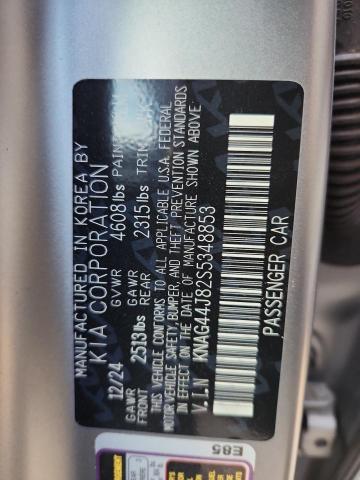 MANUFACTURED IN KOREA BY
KIA CORPORATION
12/24 GVWR 4608 lbs PAINT
GAWR FRONT 2513 lbs GAWR REAR 2315 lbs TRIM
THIS VEHICLE CONFORMS TO ALL APPLICABLE U.S.A. FEDERAL
MOTOR VEHICLE SAFETY, BUMPER, AND THEFT PREVENTION STANDARDS
IN EFFECT ON THE DATE OF MANUFACTURE SHOWN ABOVE
V.I.N KNAG44J82S5348853
PASSENGER CAR
E85